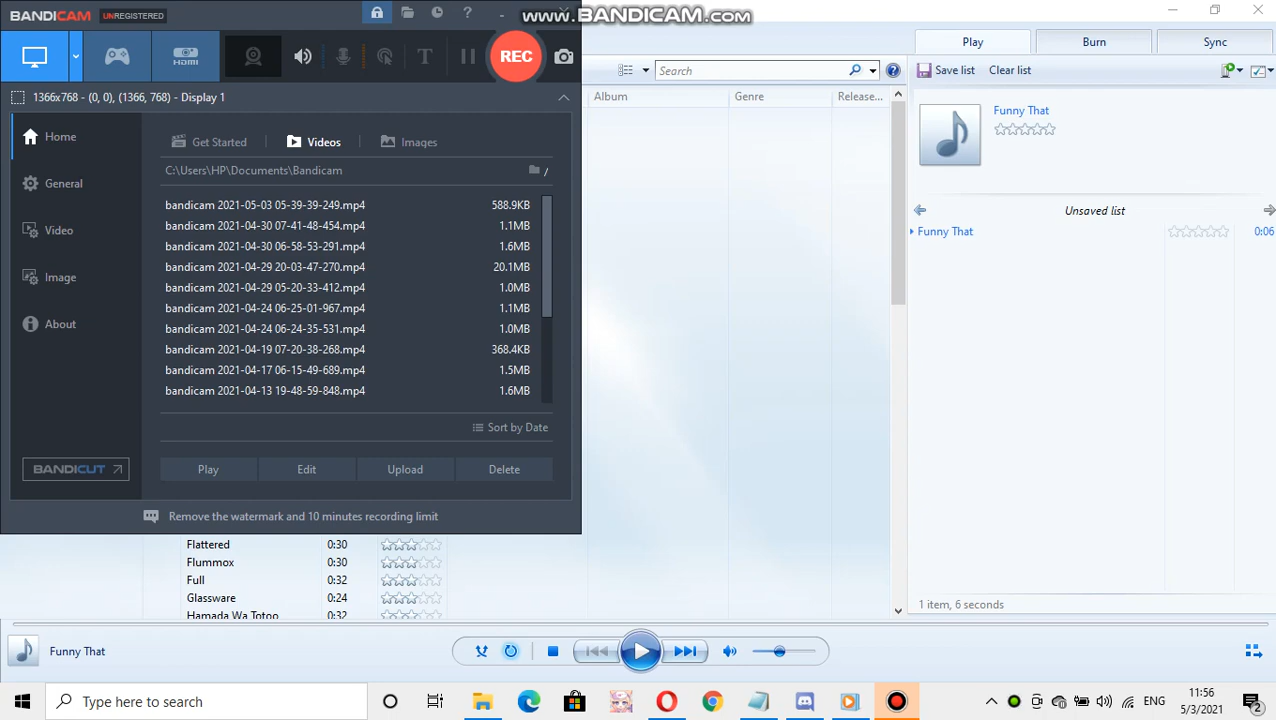 BANDICAM UNREGISTERED
www.BANDICAM.com
HDMI
T
REC
1366x768 - (0, 0), (1366, 768) - Display 1
Home
General
Video
Image
About
BANDICUT
Get Started
Videos
Images
C:\Users\HP\Documents\Bandicam
/
bandicam 2021-05-03 05-39-39-249.mp4 588.9KB
bandicam 2021-04-30 07-41-48-454.mp4 1.1MB
bandicam 2021-04-30 06-58-53-291.mp4 1.6MB
bandicam 2021-04-29 20-03-47-270.mp4 20.1MB
bandicam 2021-04-29 05-20-33-412.mp4 1.0MB
bandicam 2021-04-24 06-25-01-967.mp4 1.1MB
bandicam 2021-04-24 06-24-35-531.mp4 1.0MB
bandicam 2021-04-19 07-20-38-268.mp4 368.4KB
bandicam 2021-04-17 06-15-49-689.mp4 1.5MB
bandicam 2021-04-13 19-48-59-848.mp4 1.6MB
Sort by Date
Play Edit Upload Delete
Remove the watermark and 10 minutes recording limit
Search
Album Genre Release...
Flattered 0:30
Flummox 0:30
Full 0:32
Glassware 0:24
Hamada Wa Totoo 0:32
Play Burn Sync
Save list Clear list
Funny That
Unsaved list
Funny That 0:06
1 item, 6 seconds
Funny That
Type here to search
ENG
11:56
5/3/2021
2